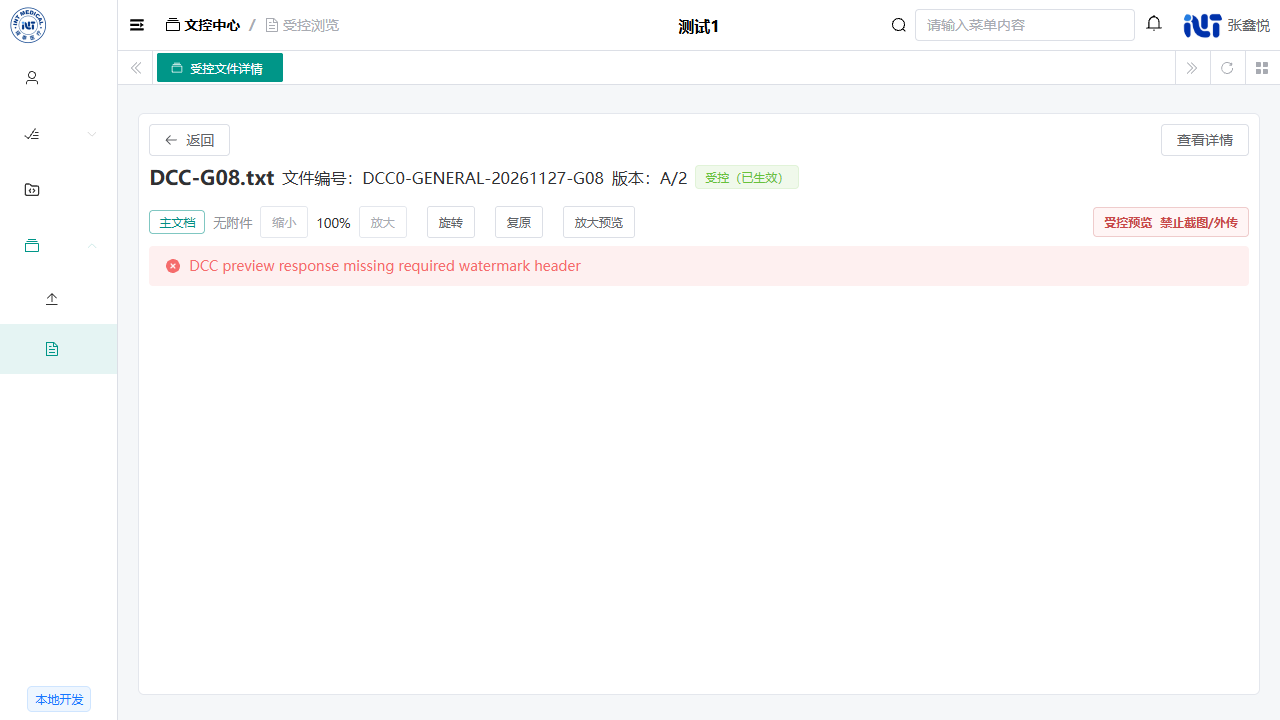 INT MEDICAL
文控中心 / 受控浏览
测试1
请输入菜单内容
张鑫悦
受控文件详情
返回
查看详情
DCC-G08.txt 文件编号：DCC0-GENERAL-20261127-G08 版本：A/2 受控（已生效）
主文档 无附件 缩小 100% 放大 旋转 复原 放大预览 受控预览 禁止截图/外传
DCC preview response missing required watermark header
本地开发